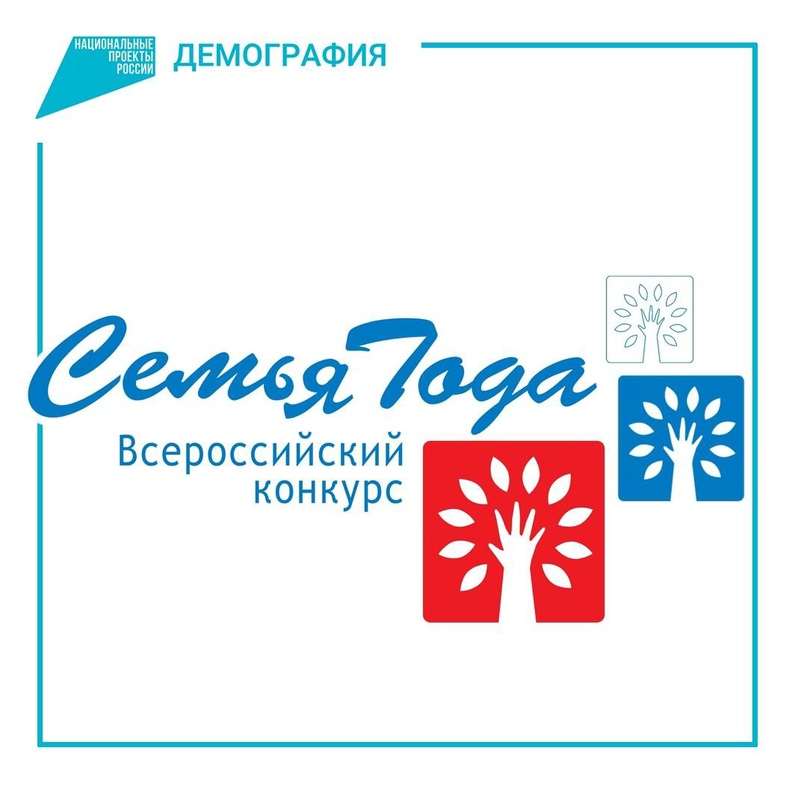 НАЦИОНАЛЬНЫЕ
ПРОЕКТЫ
РОССИИ
ДЕМОГРАФИЯ
Семья Года
Всероссийский
конкурс